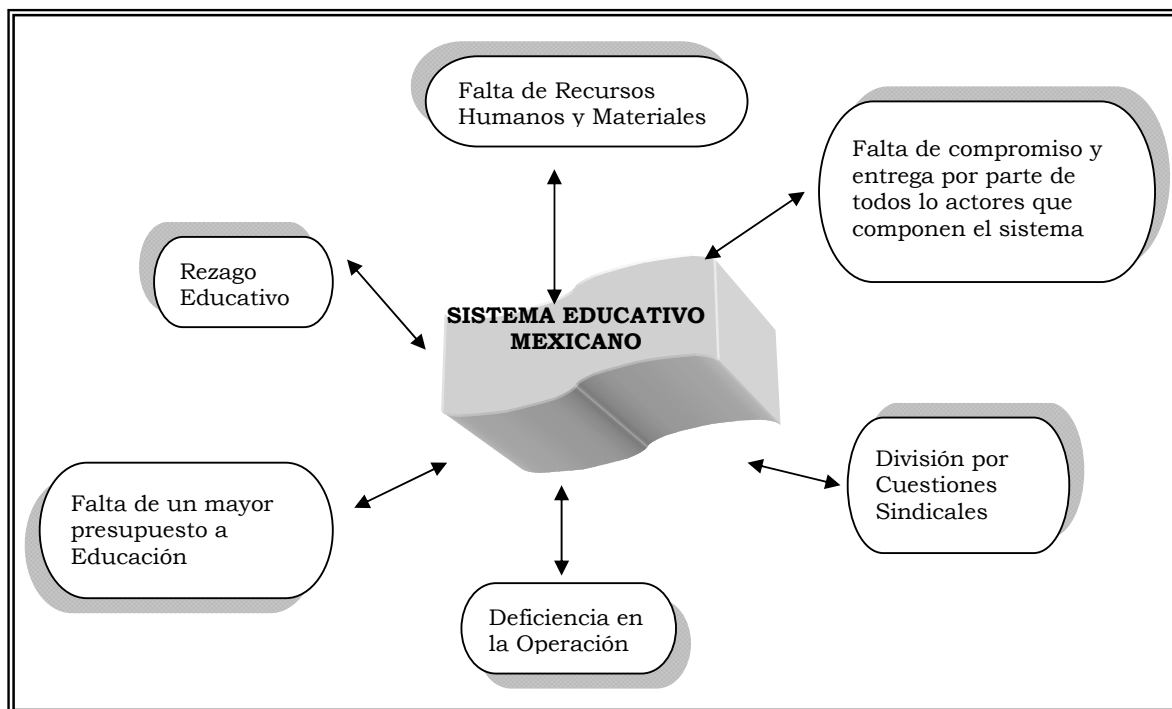 Falta de Recursos
Humanos y Materiales
Falta de compromiso y
entrega por parte de
todos lo actores que
componen el sistema
Rezago
Educativo
SISTEMA EDUCATIVO
MEXICANO
División por
Cuestiones
Sindicales
Falta de un mayor
presupuesto a
Educación
Deficiencia en
la Operación